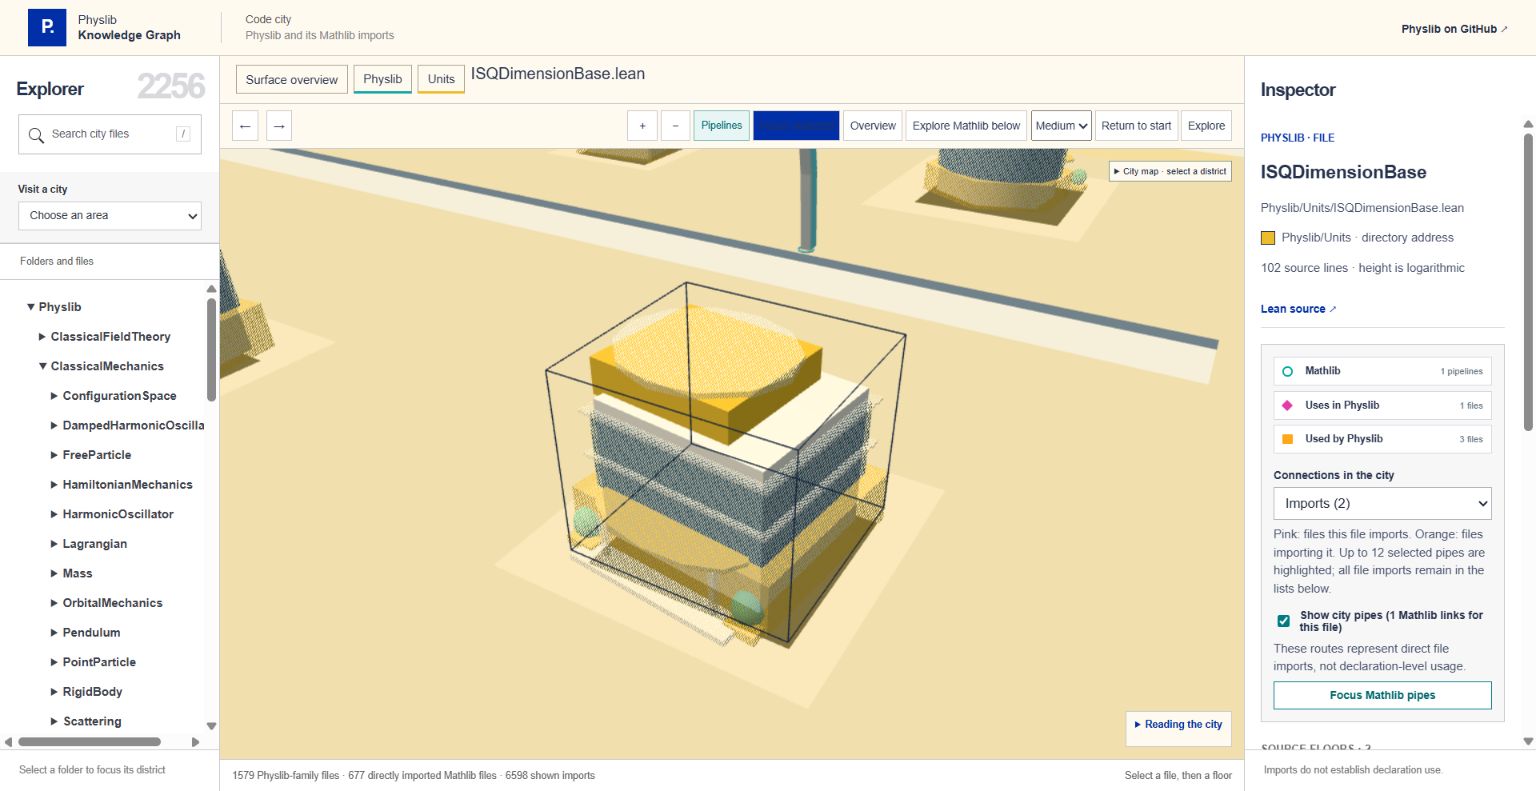 P.
Physlib
Knowledge Graph
Code city
Physlib and its Mathlib imports
Physlib on GitHub ↗
Explorer
2256
Search city files
/
Visit a city
Choose an area
Folders and files
▼ Physlib
▶ ClassicalFieldTheory
▼ ClassicalMechanics
▶ ConfigurationSpace
▶ DampedHarmonicOscilla
▶ FreeParticle
▶ HamiltonianMechanics
▶ HarmonicOscillator
▶ Lagrangian
▶ Mass
▶ OrbitalMechanics
▶ Pendulum
▶ PointParticle
▶ RigidBody
▶ Scattering
Select a folder to focus its district
Surface overview
Physlib
Units
ISQDimensionBase.lean
← → + − Pipelines Overview Explore Mathlib below Medium Return to start Explore
▶ City map · select a district
▶ Reading the city
1579 Physlib-family files · 677 directly imported Mathlib files · 6598 shown imports
Select a file, then a floor
Inspector
PHYSLIB · FILE
ISQDimensionBase
Physlib/Units/ISQDimensionBase.lean
Physlib/Units · directory address
102 source lines · height is logarithmic
Lean source ↗
Mathlib 1 pipelines
Uses in Physlib 1 files
Used by Physlib 3 files
Connections in the city
Imports (2)
Pink: files this file imports. Orange: files
importing it. Up to 12 selected pipes are
highlighted; all file imports remain in the
lists below.
Show city pipes (1 Mathlib links for
this file)
These routes represent direct file
imports, not declaration-level usage.
Focus Mathlib pipes
SOURCE FLOORS ·
Imports do not establish declaration use.